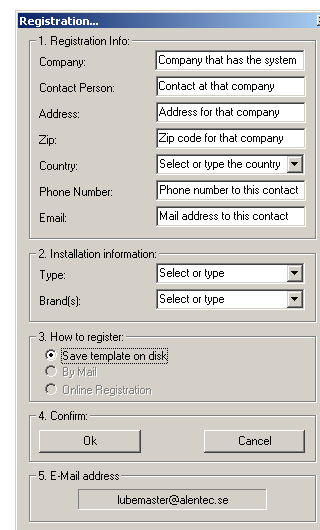 Registration...
1. Registration Info:
Company: Company that has the system
Contact Person: Contact at that company
Address: Address for that company
Zip: Zip code for that company
Country: Select or type the country
Phone Number: Phone number to this contact
Email: Mail address to this contact
2. Installation information:
Type: Select or type
Brand(s): Select or type
3. How to register:
Save template on disk
By Mail
Online Registration
4. Confirm:
Ok Cancel
5. E-Mail address
lubemaster@alentec.se